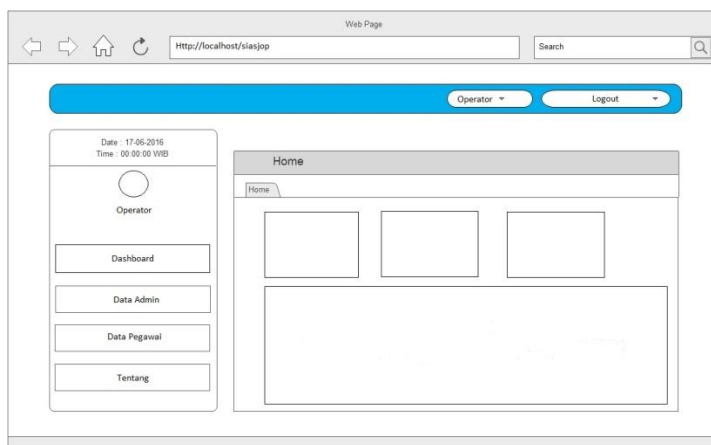 Web Page
Http://localhost/siasjop
Search
Operator
Logout
Date : 17-06-2016
Time : 00:00:00 WIB
Operator
Dashboard
Data Admin
Data Pegawai
Tentang
Home
Home